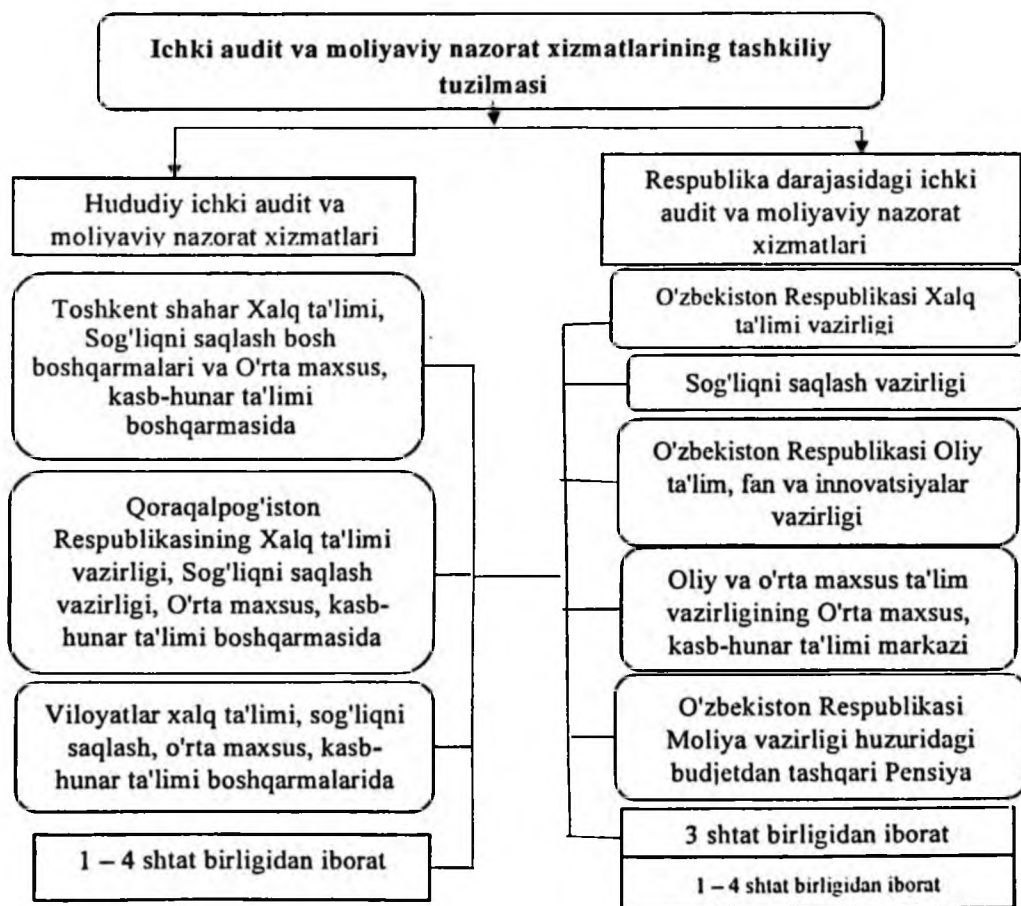 Ichki audit va moliyaviy nazorat xizmatlarining tashkiliy
tuzilmasi
Hududiy ichki audit va
moliyaviy nazorat xizmatlari
Toshkent shahar Xalq ta'limi,
Sog'liqni saqlash bosh
boshqarmalari va O'rta maxsus,
kasb-hunar ta'limi
boshqarmasida
Qoraqalpog'iston
Respublikasining Xalq ta'limi
vazirligi, Sog'liqni saqlash
vazirligi, O'rta maxsus, kasb-
hunar ta'limi boshqarmasida
Viloyatlar xalq ta'limi, sog'liqni
saqlash, o'rta maxsus, kasb-
hunar ta'limi boshqarmalarida
1 – 4 shtat birligidan iborat
Respublika darajasidagi ichki
audit va moliyaviy nazorat
xizmatlari
O'zbekiston Respublikasi Xalq
ta'limi vazirligi
Sog'liqni saqlash vazirligi
O'zbekiston Respublikasi Oliy
ta'lim, fan va innovatsiyalar
vazirligi
Oliy va o'rta maxsus ta'lim
vazirligining O'rta maxsus,
kasb-hunar ta'limi markazi
O'zbekiston Respublikasi
Moliya vazirligi huzuridagi
budjetdan tashqari Pensiya
3 shtat birligidan iborat
1 – 4 shtat birligidan iborat